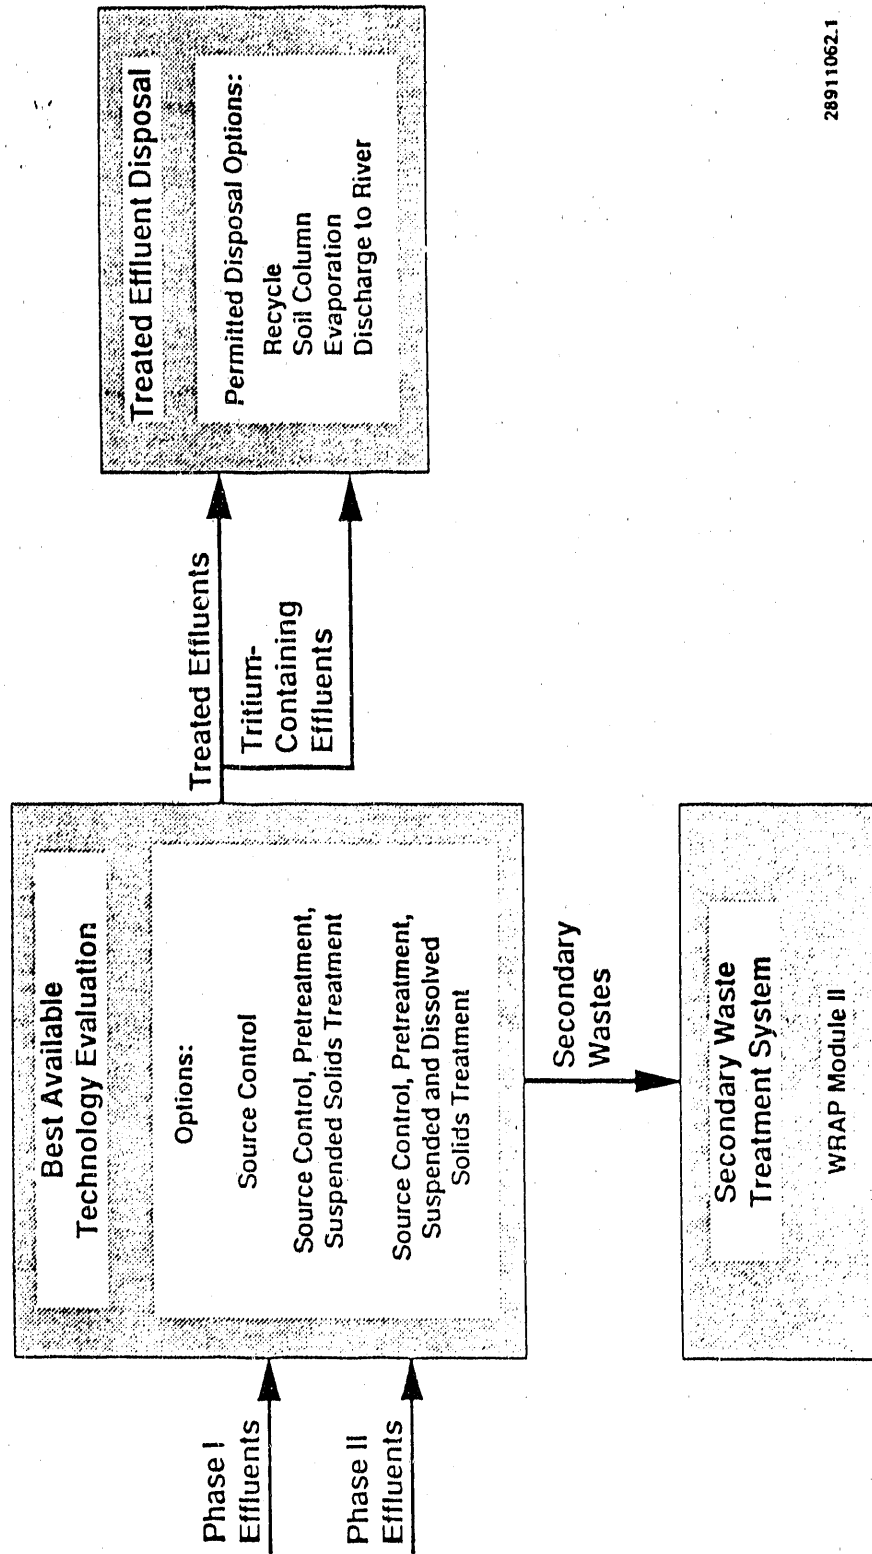 Phase I
Effluents
Phase II
Effluents
Best Available
Technology Evaluation
Options:
Source Control
Source Control, Pretreatment,
Suspended Solids Treatment
Source Control, Pretreatment,
Suspended and Dissolved
Solids Treatment
Treated Effluents
Tritium-
Containing
Effluents
Treated Effluent Disposal
Permitted Disposal Options:
Recycle
Soil Column
Evaporation
Discharge to River
Secondary
Wastes
Secondary Waste
Treatment System
WRAP Module II
28911062.1